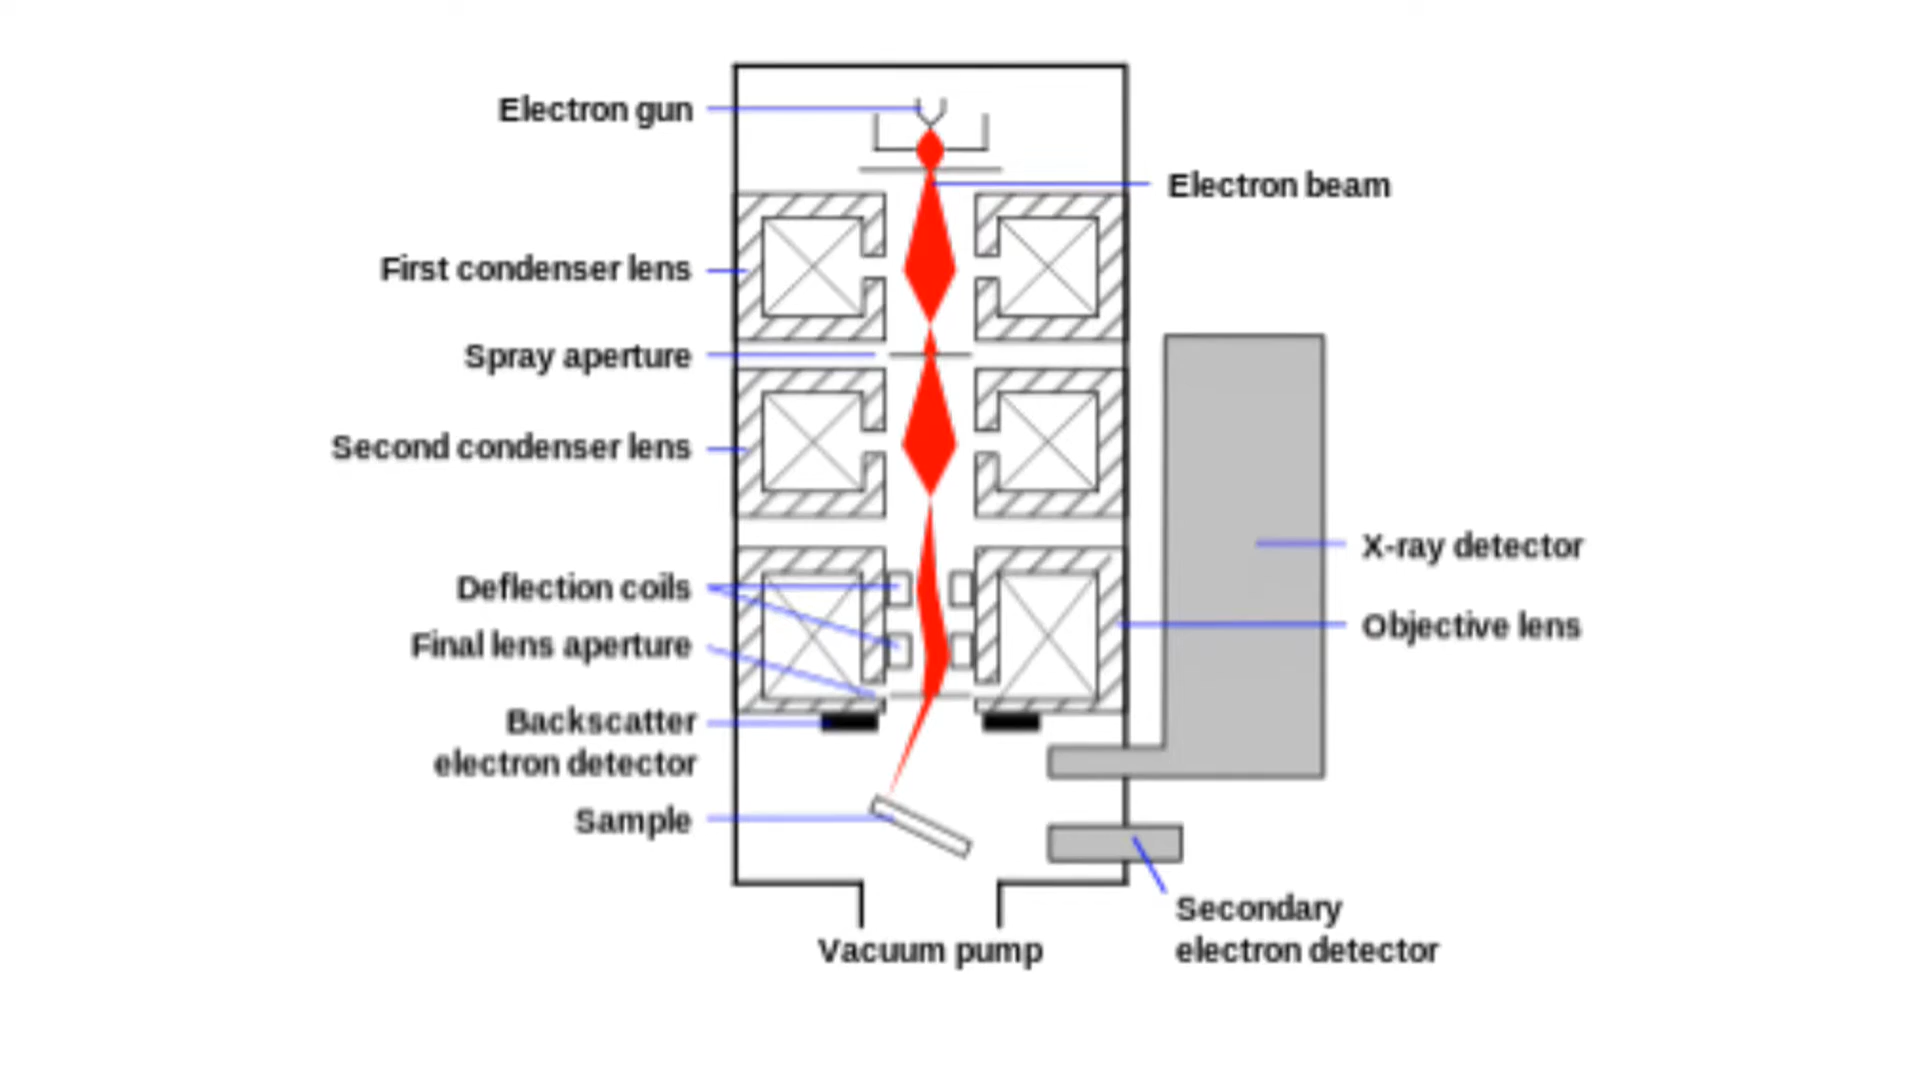 Electron gun
Electron beam
First condenser lens
Spray aperture
Second condenser lens
X-ray detector
Deflection coils
Objective lens
Final lens aperture
Backscatter
electron detector
Sample
Secondary
electron detector
Vacuum pump